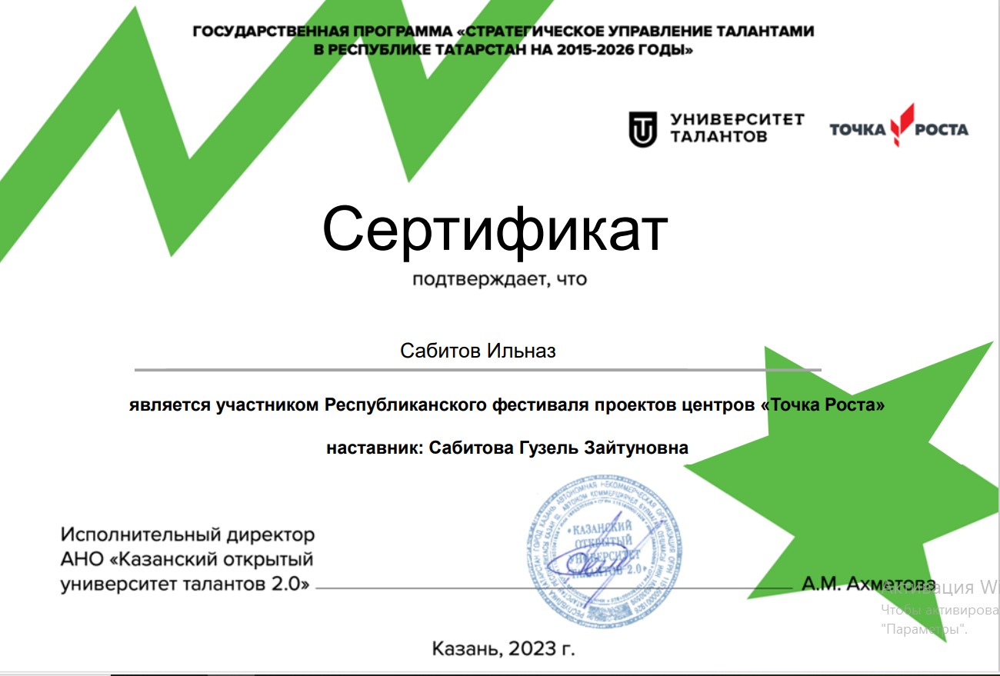 ГОСУДАРСТВЕННАЯ ПРОГРАММА «СТРАТЕГИЧЕСКОЕ УПРАВЛЕНИЕ ТАЛАНТАМИ
В РЕСПУБЛИКЕ ТАТАРСТАН НА 2015-2026 ГОДЫ»
УНИВЕРСИТЕТ
ТАЛАНТОВ
ТОЧКА РОСТА
Сертификат
подтверждает, что
Сабитов Ильназ
является участником Республиканского фестиваля проектов центров «Точка Роста»
наставник: Сабитова Гузель Зайтуновна
КАЗАНСКИЙ
ОТКРЫТЫЙ
УНИВЕРСИТЕТ
ТАЛАНТОВ 2.0
Исполнительный директор
АНО «Казанский открытый
университет талантов 2.0»
А.М. Ахметова
Активация Wi
Чтобы активирова
"Параметры".
Казань, 2023 г.